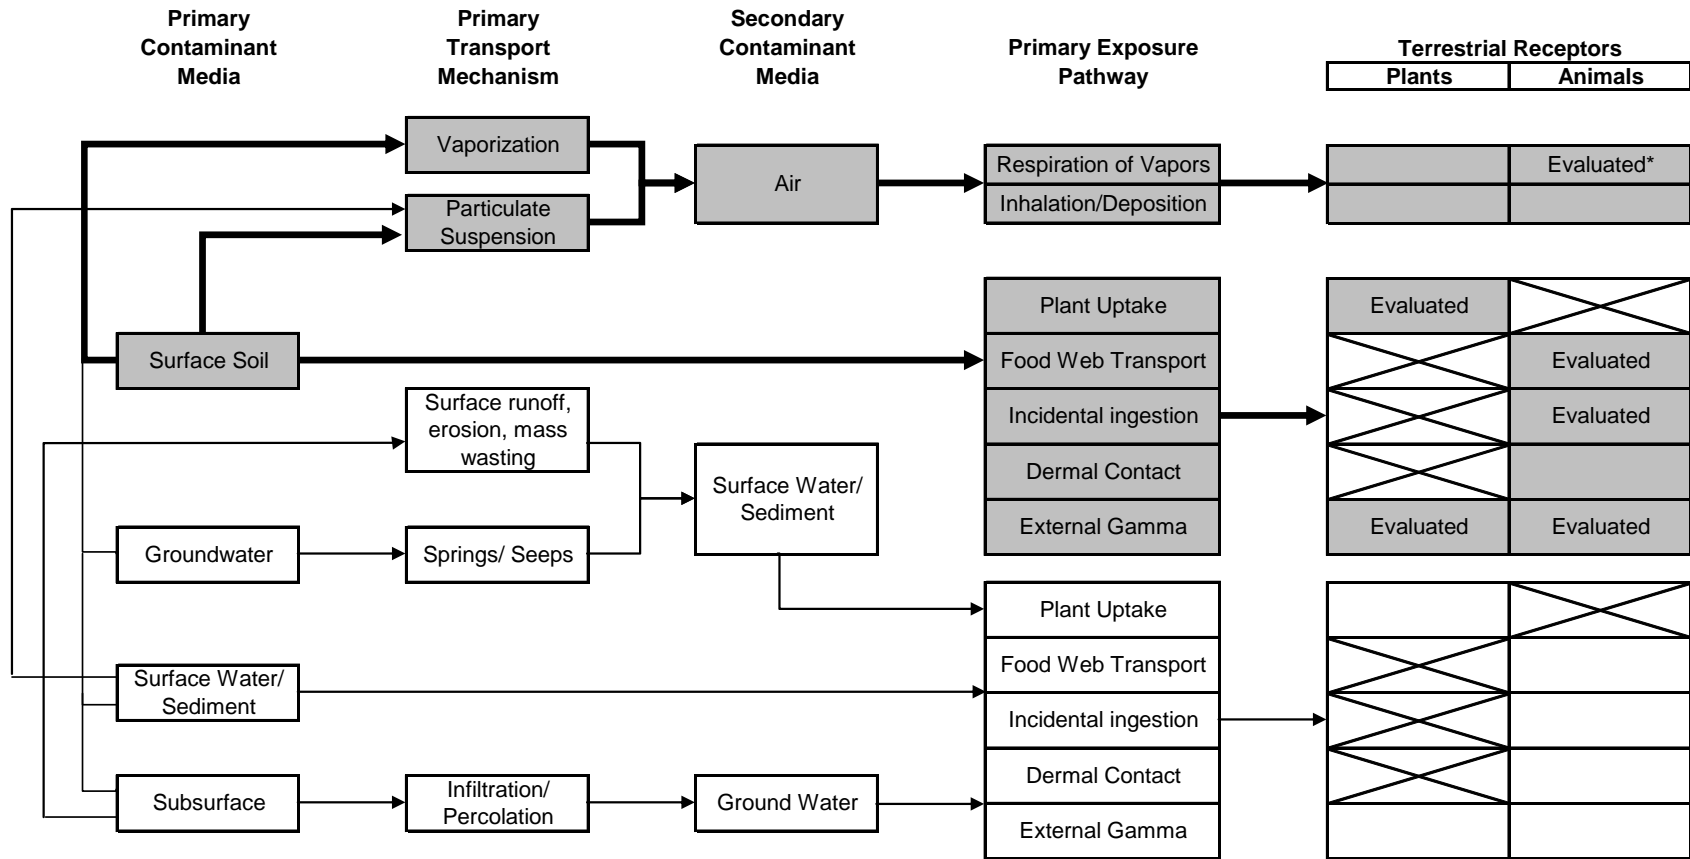 Primary
Contaminant
Media
Primary
Transport
Mechanism
Secondary
Contaminant
Media
Primary Exposure
Pathway
Terrestrial Receptors
Plants
Animals
Vaporization
Particulate
Suspension
Air
Respiration of Vapors
Inhalation/Deposition
Evaluated*
Surface Soil
Plant Uptake
Evaluated
Food Web Transport
Evaluated
Incidental ingestion
Evaluated
Dermal Contact
External Gamma
Evaluated
Evaluated
Surface runoff,
erosion, mass
wasting
Groundwater
Springs/ Seeps
Surface Water/
Sediment
Surface Water/
Sediment
Plant Uptake
Food Web Transport
Incidental ingestion
Dermal Contact
External Gamma
Subsurface
Infiltration/
Percolation
Ground Water